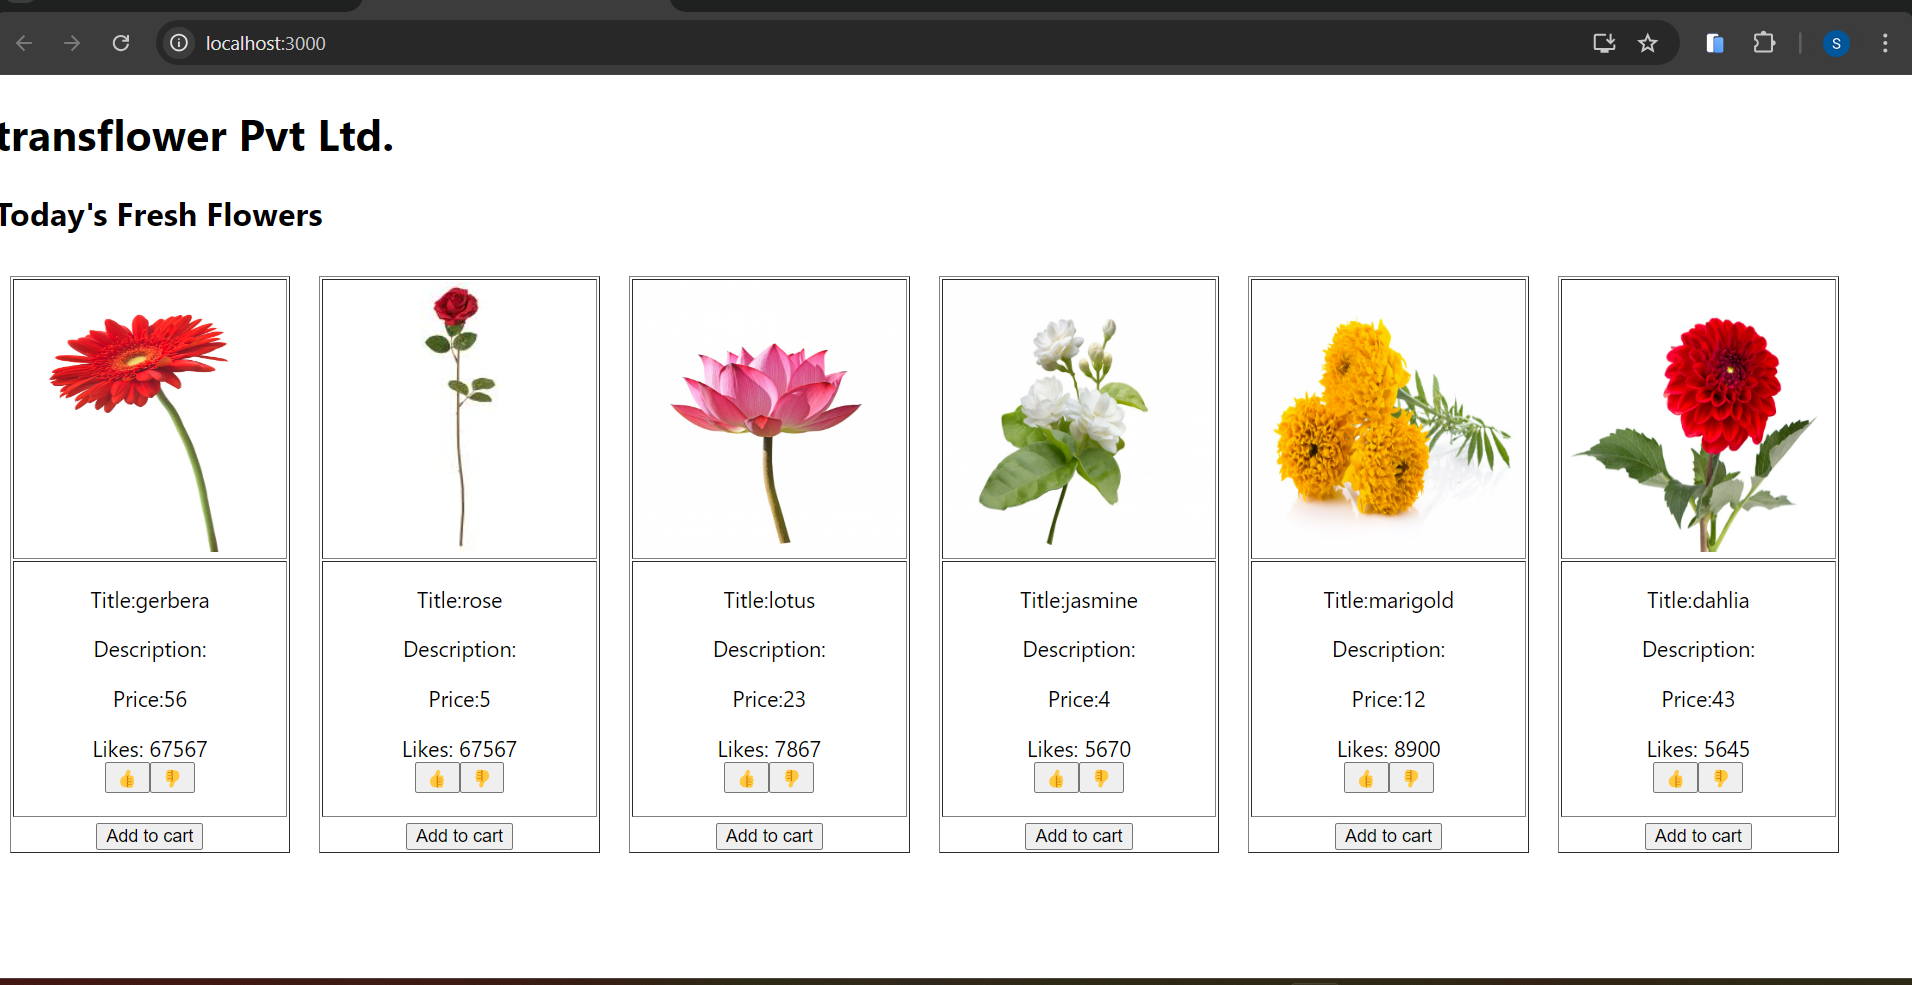 localhost:3000
S
transflower Pvt Ltd.
Today's Fresh Flowers
Title:gerbera
Description:
Price:56
Likes: 67567
Add to cart
Title:rose
Description:
Price:5
Likes: 67567
Add to cart
Title:lotus
Description:
Price:23
Likes: 7867
Add to cart
Title:jasmine
Description:
Price:4
Likes: 5670
Add to cart
Title:marigold
Description:
Price:12
Likes: 8900
Add to cart
Title:dahlia
Description:
Price:43
Likes: 5645
Add to cart